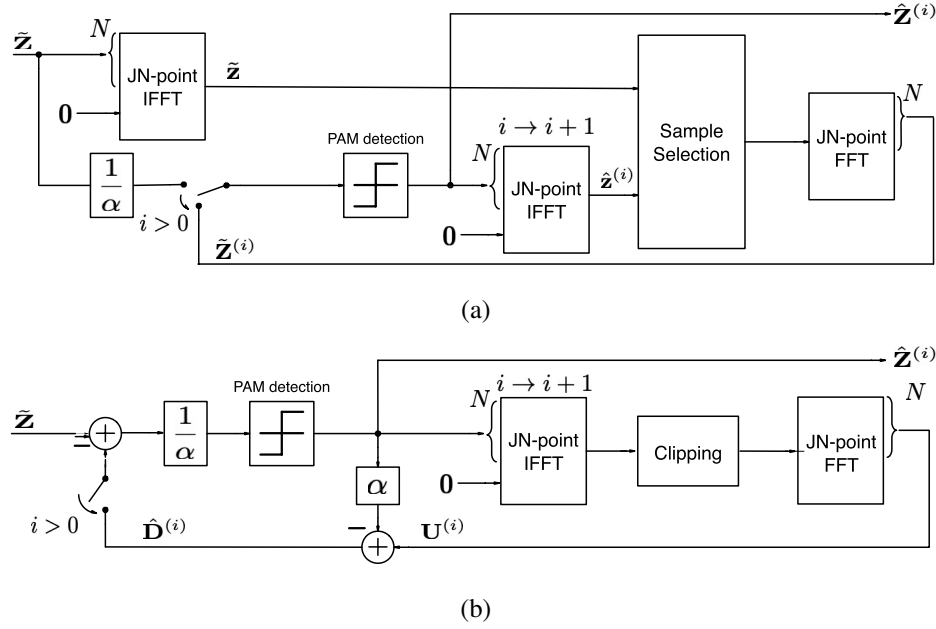 Ẑ⁽ⁱ⁾
Z̃
N
JN-point
IFFT
z̃
0
Sample
Selection
JN-point
FFT
N
1
α
i > 0
PAM detection
i → i + 1
N
JN-point
IFFT
ẑ⁽ⁱ⁾
0
Z̃⁽ⁱ⁾
(a)
Ẑ⁽ⁱ⁾
PAM detection
i → i + 1
N
N
Z̃
−
+
1
α
JN-point
IFFT
Clipping
JN-point
FFT
α
0
i > 0
−
D̂⁽ⁱ⁾
+
U⁽ⁱ⁾
(b)